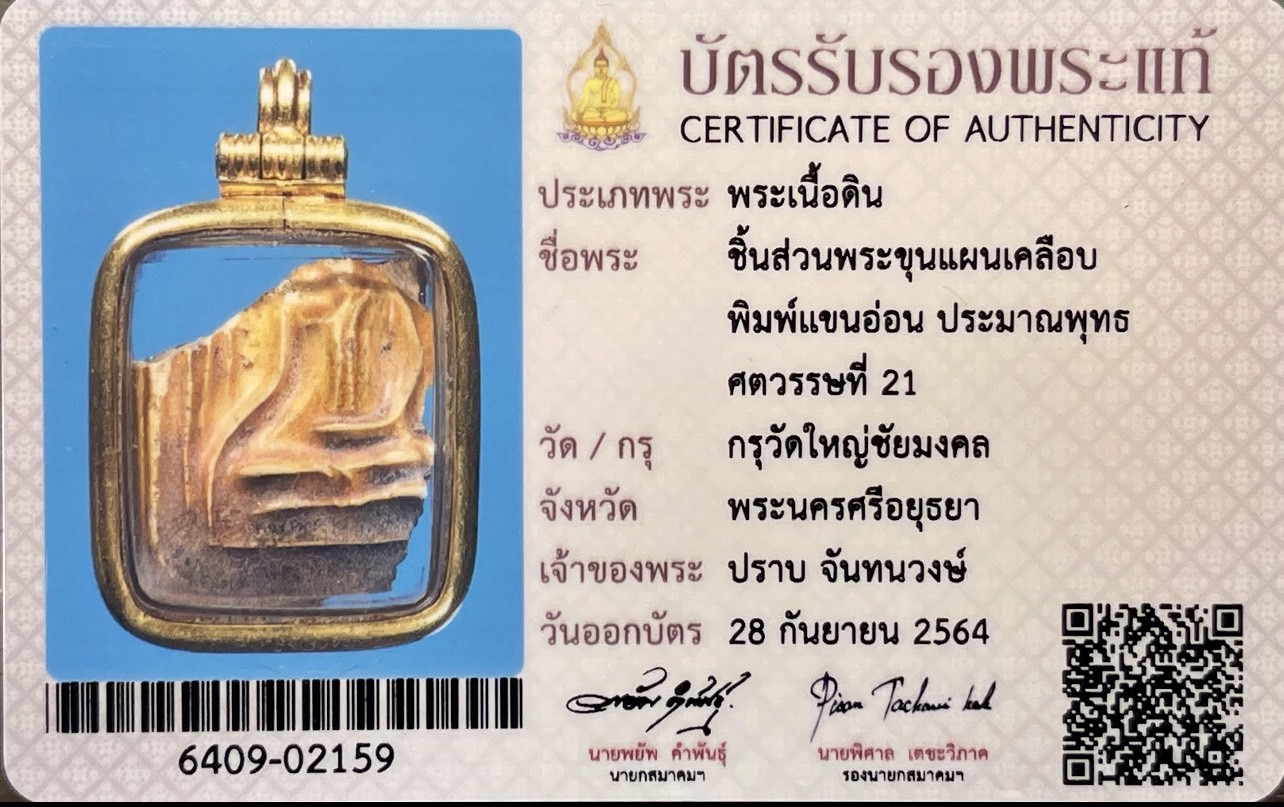 บัตรรับรองพระแท้
CERTIFICATE OF AUTHENTICITY
ประเภทพระ พระเนื้อดิน
ชื่อพระ ชิ้นส่วนพระขุนแผนเคลือบ
พิมพ์แขนอ่อน ประมาณพุทธ
ศตวรรษที่ 21
วัด / กรุ กรุวัดใหญ่ชัยมงคล
จังหวัด พระนครศรีอยุธยา
เจ้าของพระ ปราบ จันทนวงษ์
วันออกบัตร 28 กันยายน 2564
6409-02159
นายพยัพ คำพันธุ์ นายพิศาล เตชะวิภาค
นายกสมาคมฯ รองนายกสมาคมฯ